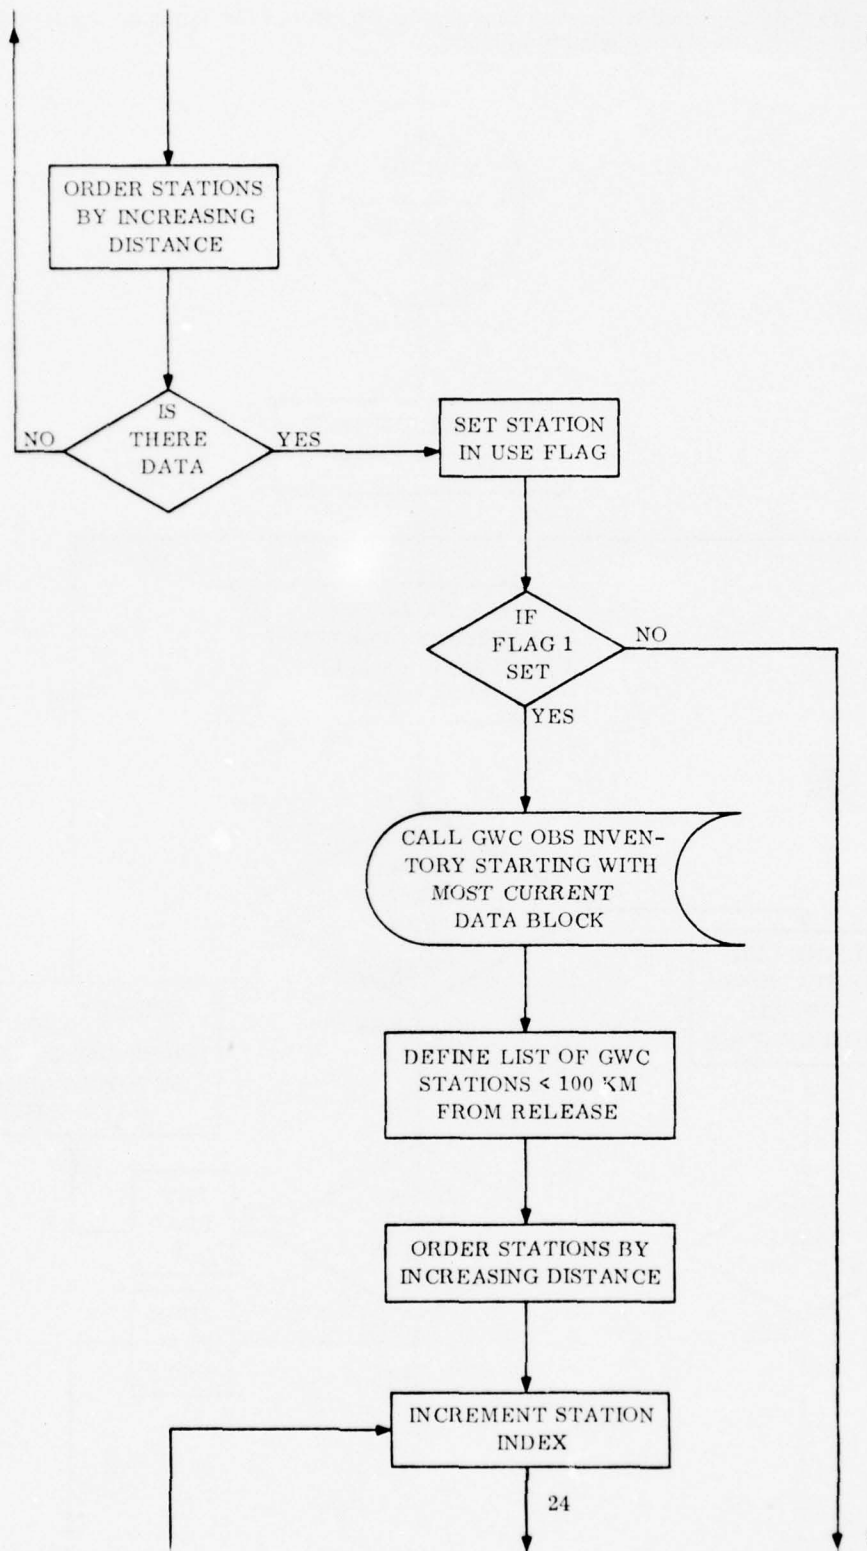 ORDER STATIONS
BY INCREASING
DISTANCE
IS
THERE
DATA
NO
YES
SET STATION
IN USE FLAG
IF
FLAG 1
SET
NO
YES
CALL GWC OBS INVEN-
TORY STARTING WITH
MOST CURRENT
DATA BLOCK
DEFINE LIST OF GWC
STATIONS < 100 KM
FROM RELEASE
ORDER STATIONS BY
INCREASING DISTANCE
INCREMENT STATION
INDEX
24